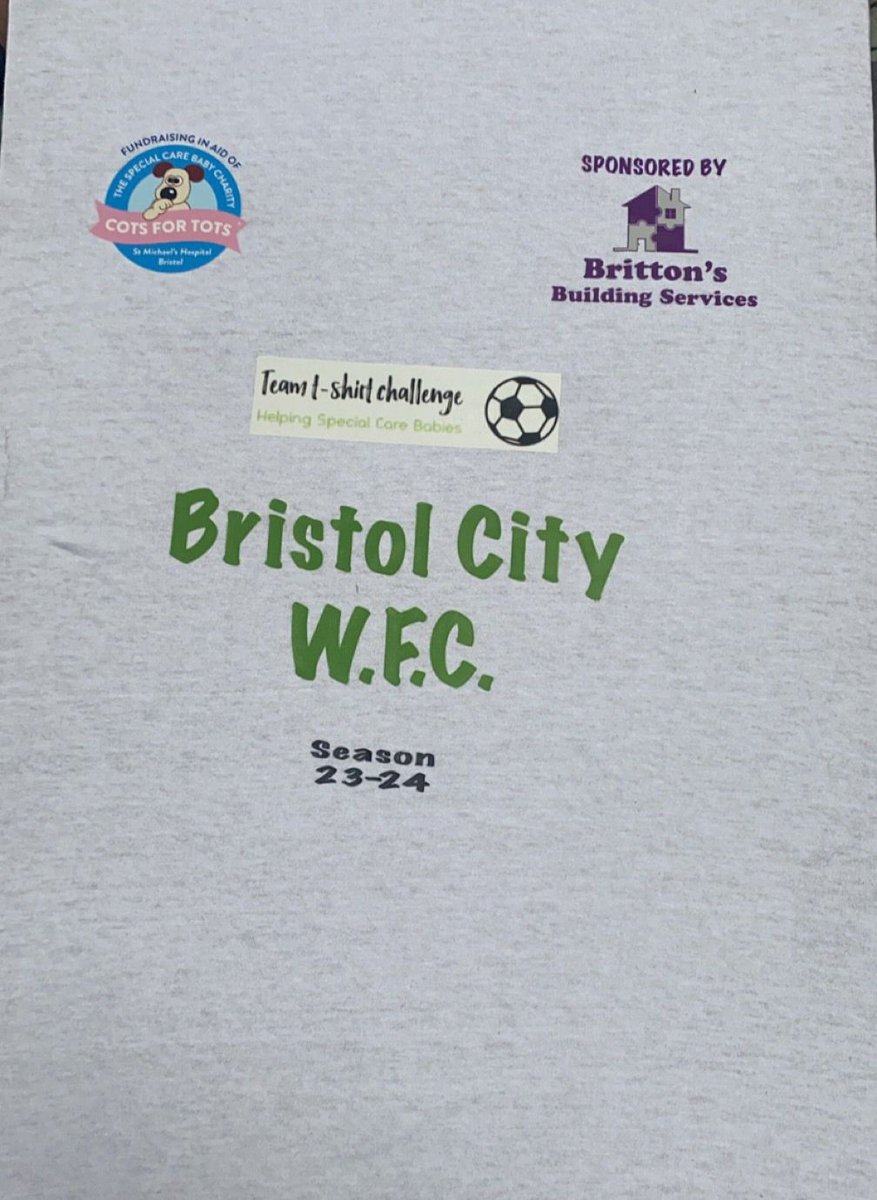 FUNDRAISING IN AID OF
THE SPECIAL CARE BABY CHARITY
COTS FOR TOTS
St Michael's Hospital
Bristol
SPONSORED BY
Britton's
Building Services
Team t-shirt challenge
Helping Special Care Babies
Bristol City
W.F.C.
Season
23-24